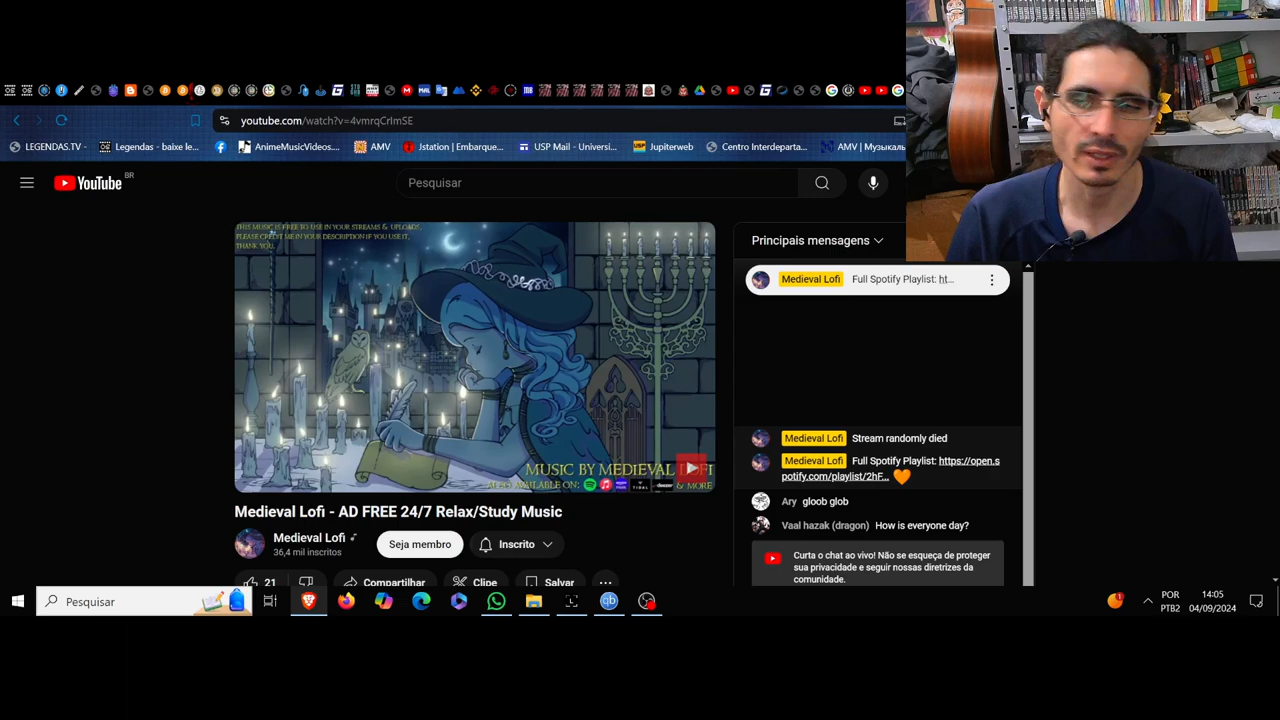 youtube.com/watch?v=4vmrqCrImSE
LEGENDAS.TV -
Legendas - baixe le...
AnimeMusicVideos...
AMV
Jstation | Embarque...
USP Mail - Universi...
Jupiterweb
Centro Interdeparta...
AMV | Музыкаль
YouTube BR
Pesquisar
Principais mensagens
THIS MUSIC IS FREE TO USE IN YOUR STREAMS & UPLOADS,
PLEASE CREDIT ME IN YOUR DESCRIPTION IF YOU USE IT,
THANK YOU.
MUSIC BY MEDIEVAL LOFI
ALSO AVAILABLE ON:
TIDAL
deezer
& MORE
Medieval Lofi Full Spotify Playlist: ht...
Medieval Lofi Stream randomly died
Medieval Lofi Full Spotify Playlist: https://open.s
potify.com/playlist/2hF...
Ary gloob glob
Vaal hazak (dragon) How is everyone day?
Curta o chat ao vivo! Não se esqueça de proteger
sua privacidade e seguir nossas diretrizes da
comunidade.
Medieval Lofi - AD FREE 24/7 Relax/Study Music
Medieval Lofi
36,4 mil inscritos
Seja membro
Inscrito
21
Compartilhar
Clipe
Salvar
Pesquisar
POR
PTB2
14:05
04/09/2024